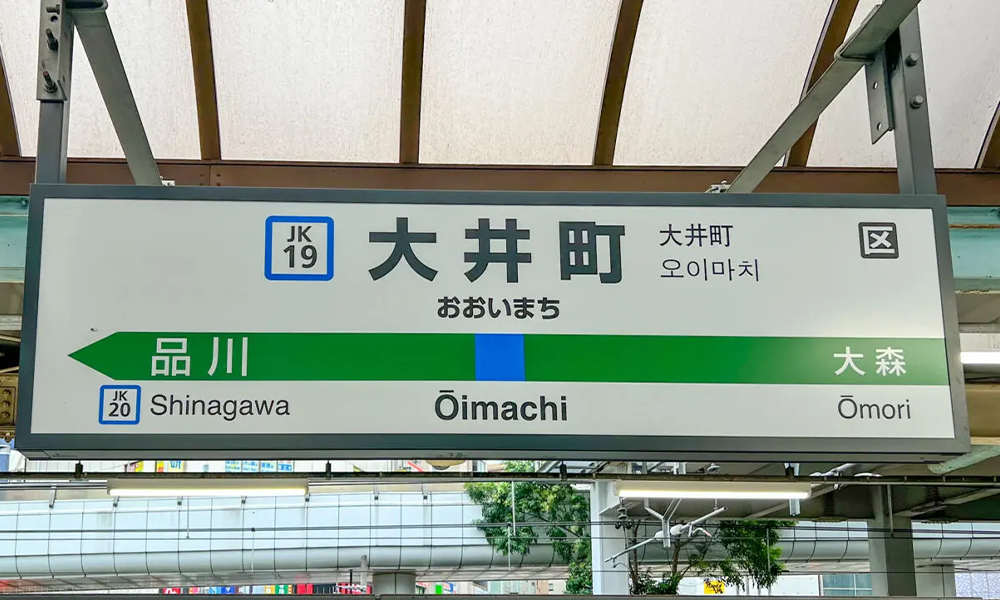 JK
19
大井町
大井町
오이마치
区
おおいまち
品川
大森
JK
20
Shinagawa
Ōimachi
Ōmori